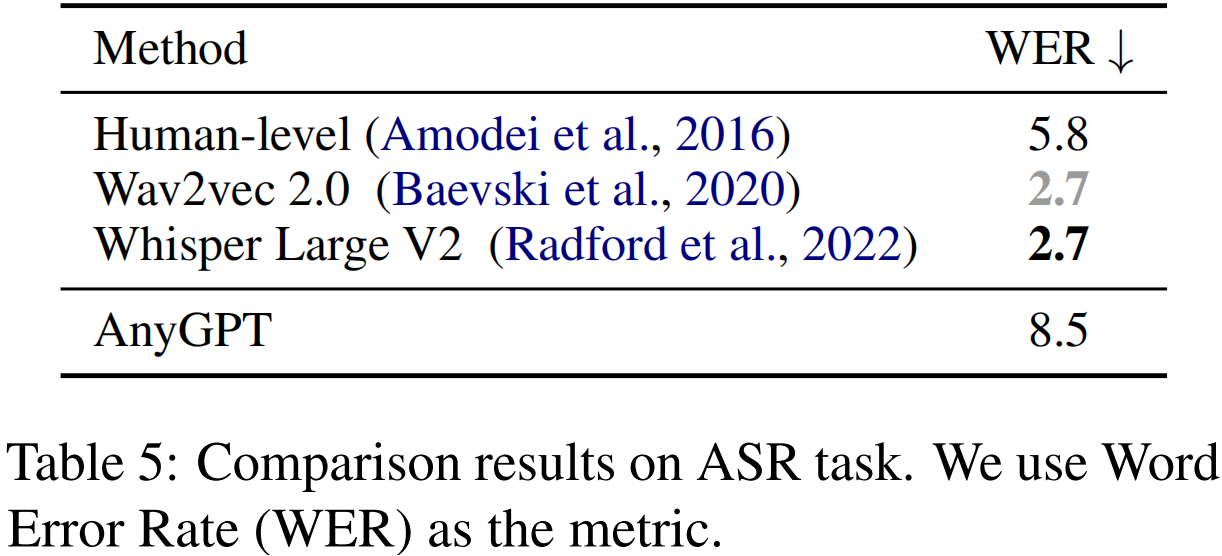 Method WER ↓
Human-level (Amodei et al., 2016) 5.8
Wav2vec 2.0 (Baevski et al., 2020) 2.7
Whisper Large V2 (Radford et al., 2022) 2.7
AnyGPT 8.5
Table 5: Comparison results on ASR task. We use Word
Error Rate (WER) as the metric.